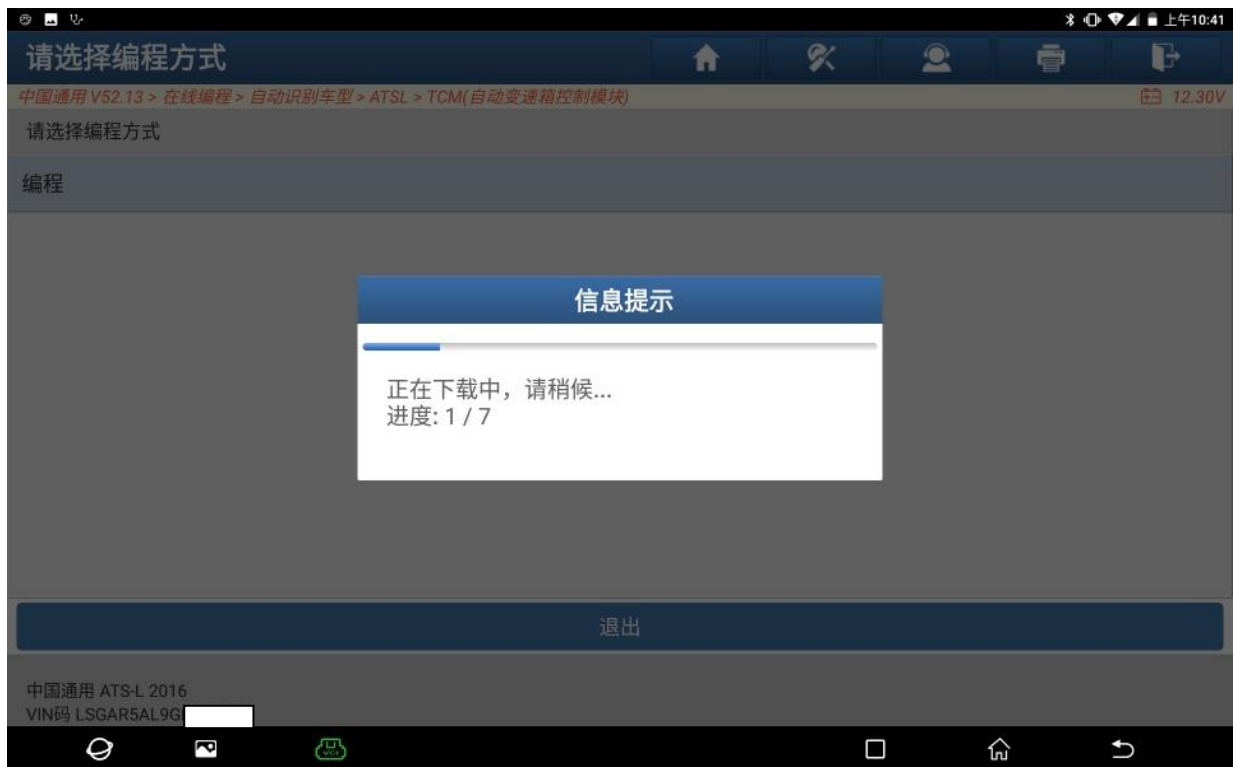 上午10:41
请选择编程方式
中国通用 V52.13 > 在线编程 > 自动识别车型 > ATSL > TCM(自动变速箱控制模块)
12.30V
请选择编程方式
编程
信息提示
正在下载中，请稍候...
进度: 1 / 7
退出
中国通用 ATS-L 2016
VIN码 LSGAR5AL9G
VCI